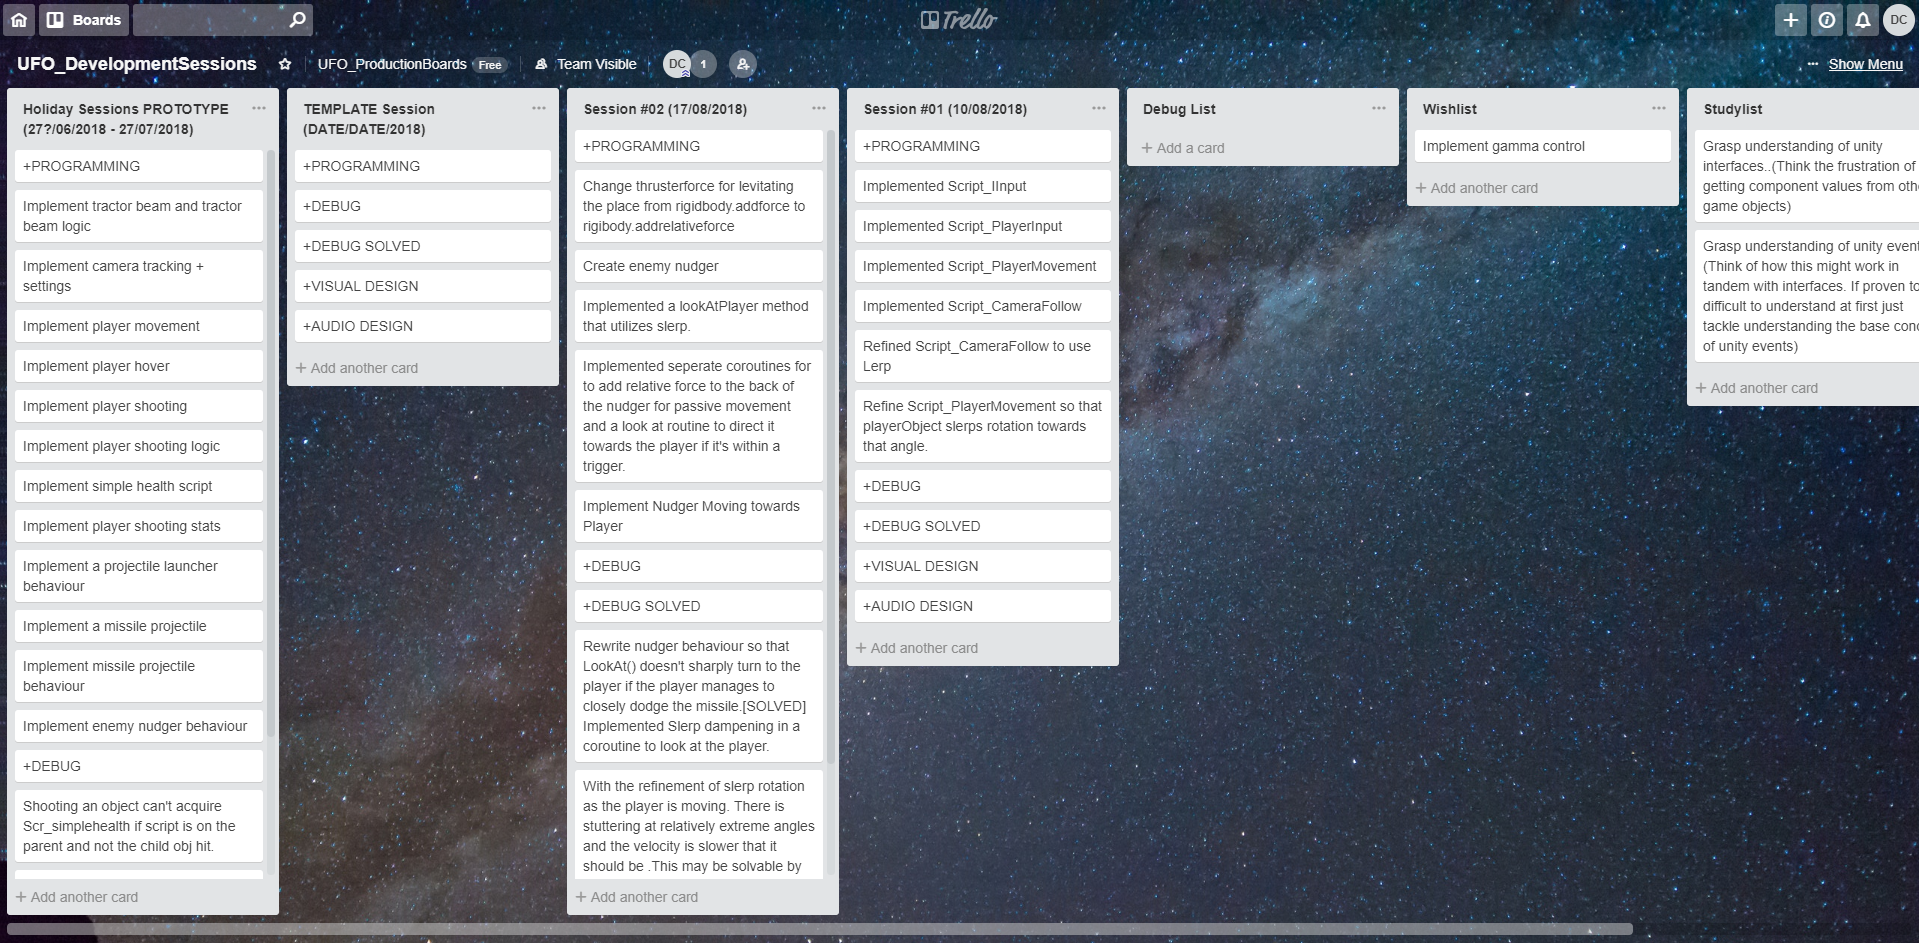 Boards
Trello
DC
UFO_DevelopmentSessions
UFO_ProductionBoards
Free
Team Visible
DC
1
··· Show Menu
Holiday Sessions PROTOTYPE
(27?/06/2018 - 27/07/2018)
+PROGRAMMING
Implement tractor beam and tractor
beam logic
Implement camera tracking +
settings
Implement player movement
Implement player hover
Implement player shooting
Implement player shooting logic
Implement simple health script
Implement player shooting stats
Implement a projectile launcher
behaviour
Implement a missile projectile
Implement missile projectile
behaviour
Implement enemy nudger behaviour
+DEBUG
Shooting an object can't acquire
Scr_simplehealth if script is on the
parent and not the child obj hit.
+ Add another card
TEMPLATE Session
(DATE/DATE/2018)
+PROGRAMMING
+DEBUG
+DEBUG SOLVED
+VISUAL DESIGN
+AUDIO DESIGN
+ Add another card
Session #02 (17/08/2018)
+PROGRAMMING
Change thrusterforce for levitating
the place from rigidbody.addforce to
rigibody.addrelativeforce
Create enemy nudger
Implemented a lookAtPlayer method
that utilizes slerp.
Implemented seperate coroutines for
to add relative force to the back of
the nudger for passive movement
and a look at routine to direct it
towards the player if it's within a
trigger.
Implement Nudger Moving towards
Player
+DEBUG
+DEBUG SOLVED
Rewrite nudger behaviour so that
LookAt() doesn't sharply turn to the
player if the player manages to
closely dodge the missile.[SOLVED]
Implemented Slerp dampening in a
coroutine to look at the player.
With the refinement of slerp rotation
as the player is moving. There is
stuttering at relatively extreme angles
and the velocity is slower that it
should be .This may be solvable by
+ Add another card
Session #01 (10/08/2018)
+PROGRAMMING
Implemented Script_IInput
Implemented Script_PlayerInput
Implemented Script_PlayerMovement
Implemented Script_CameraFollow
Refined Script_CameraFollow to use
Lerp
Refine Script_PlayerMovement so that
playerObject slerps rotation towards
that angle.
+DEBUG
+DEBUG SOLVED
+VISUAL DESIGN
+AUDIO DESIGN
+ Add another card
Debug List
+ Add a card
Wishlist
Implement gamma control
+ Add another card
Studylist
Grasp understanding of unity
interfaces..(Think the frustration of
getting component values from oth
game objects)
Grasp understanding of unity event
(Think of how this might work in
tandem with interfaces. If proven to
difficult to understand at first just
tackle understanding the base conc
of unity events)
+ Add another card